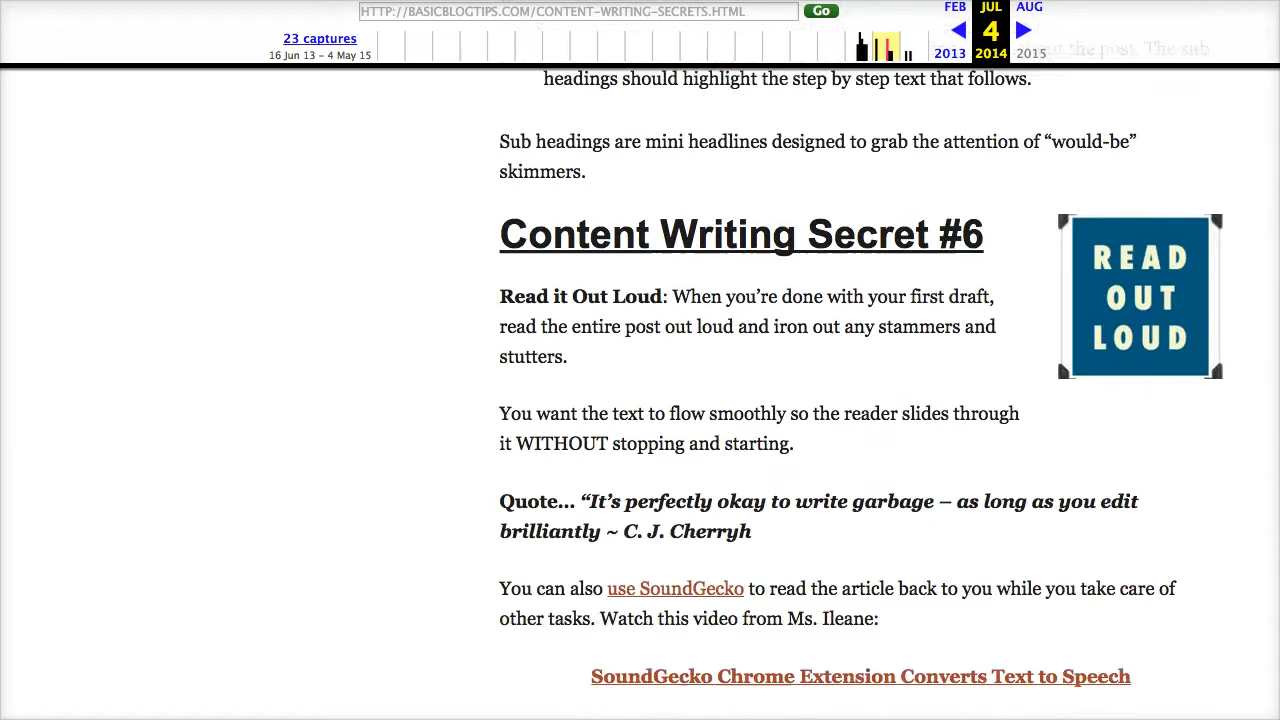 HTTP://BASICBLOGTIPS.COM/CONTENT-WRITING-SECRETS.HTML
Go
FEB JUL AUG
23 captures
4
16 Jun 13 – 4 May 15
2013 2014 2015
out the post. The sub
headings should highlight the step by step text that follows.
Sub headings are mini headlines designed to grab the attention of “would-be”
skimmers.
Content Writing Secret #6
READ
OUT
LOUD
Read it Out Loud: When you’re done with your first draft,
read the entire post out loud and iron out any stammers and
stutters.
You want the text to flow smoothly so the reader slides through
it WITHOUT stopping and starting.
Quote... “It’s perfectly okay to write garbage – as long as you edit
brilliantly ~ C. J. Cherryh
You can also use SoundGecko to read the article back to you while you take care of
other tasks. Watch this video from Ms. Ileane:
SoundGecko Chrome Extension Converts Text to Speech